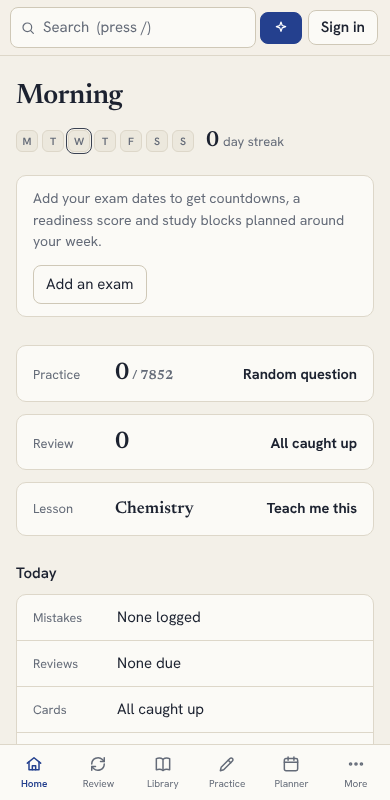 Search (press /)
Sign in
Morning
M T W T F S S 0 day streak
Add your exam dates to get countdowns, a
readiness score and study blocks planned around
your week.
Add an exam
Practice 0 / 7852 Random question
Review 0 All caught up
Lesson Chemistry Teach me this
Today
Mistakes None logged
Reviews None due
Cards All caught up
Home Review Library Practice Planner More